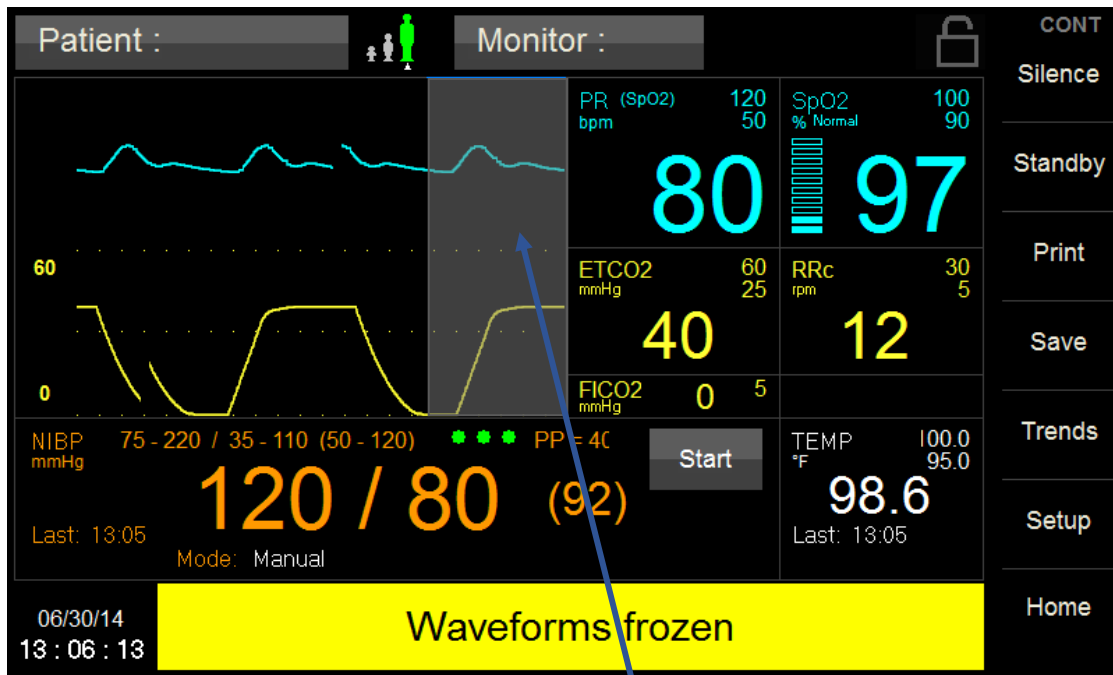 Patient :
Monitor :
CONT
Silence
Standby
Print
Save
Trends
Setup
Home
PR (SpO2) 120
bpm 50
80
SpO2 100
% Normal 90
97
60
0
ETCO2 60
mmHg 25
40
RRc 30
rpm 5
12
FICO2 5
mmHg 0
NIBP 75 - 220 / 35 - 110 (50 - 120) PP = 40
mmHg
120 / 80 (92)
Last: 13:05
Mode: Manual
Start
TEMP 100.0
°F 95.0
98.6
Last: 13:05
06/30/14
13 : 06 : 13
Waveforms frozen